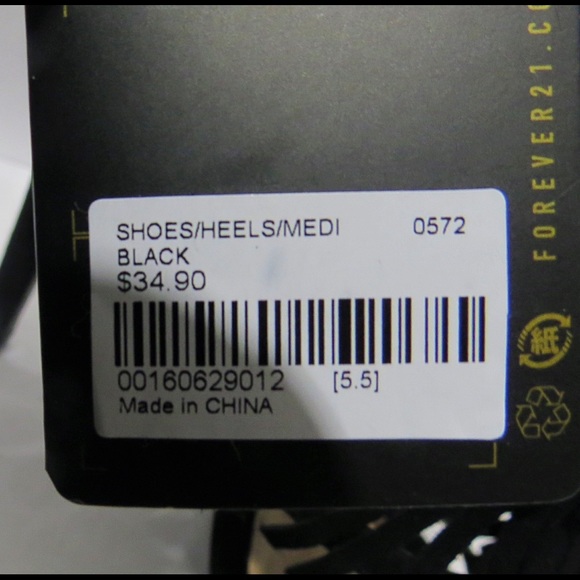 SHOES/HEELS/MEDI 0572
BLACK
$34.90
00160629012 [5.5]
Made in CHINA
FOREVER21.CO
紙